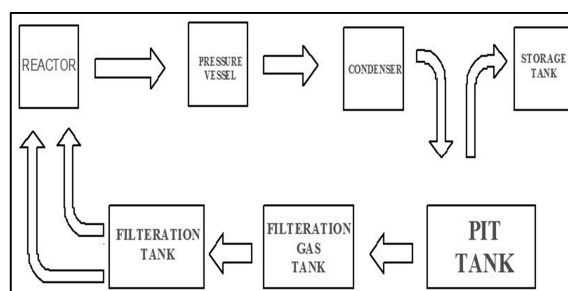 REACTOR
PRESSURE
VESSEL
CONDENSER
STORAGE
TANK
FILTERATION
TANK
FILTERATION
GAS
TANK
PIT
TANK